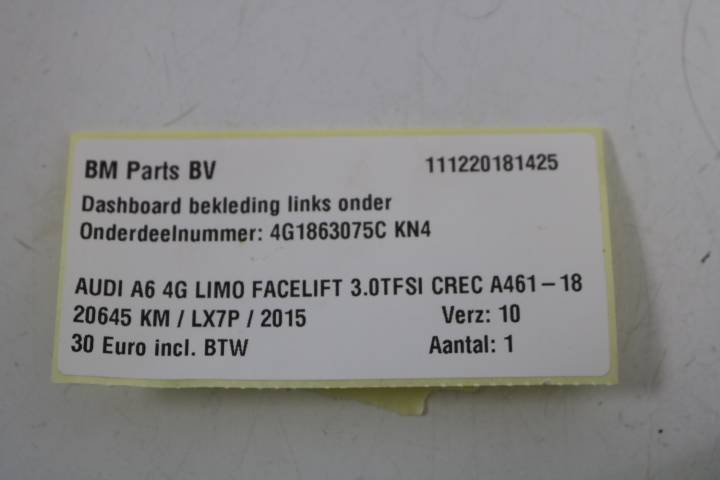 BM Parts BV 111220181425
Dashboard bekleding links onder
Onderdeelnummer: 4G1863075C KN4
AUDI A6 4G LIMO FACELIFT 3.0TFSI CREC A461-18
20645 KM / LX7P / 2015 Verz: 10
30 Euro incl. BTW Aantal: 1